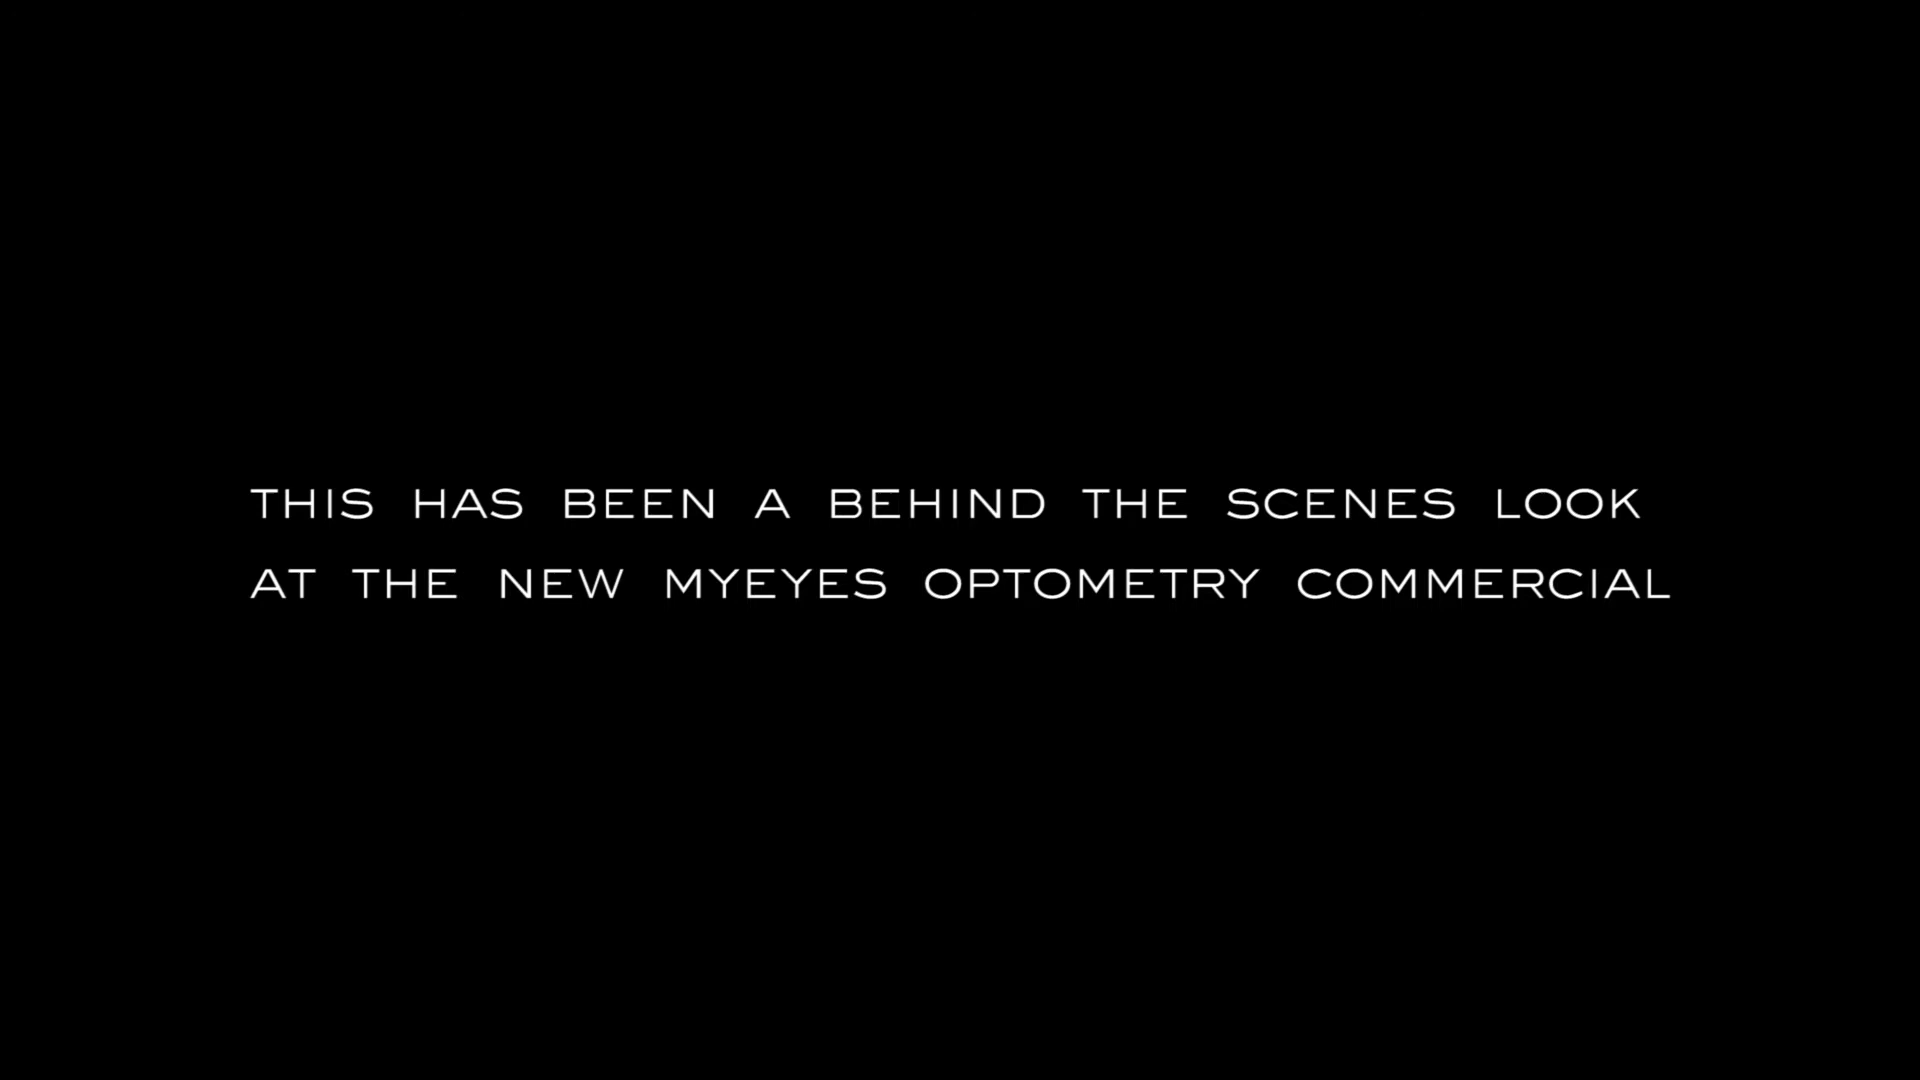 THIS HAS BEEN A BEHIND THE SCENES LOOK
AT THE NEW MYEYES OPTOMETRY COMMERCIAL